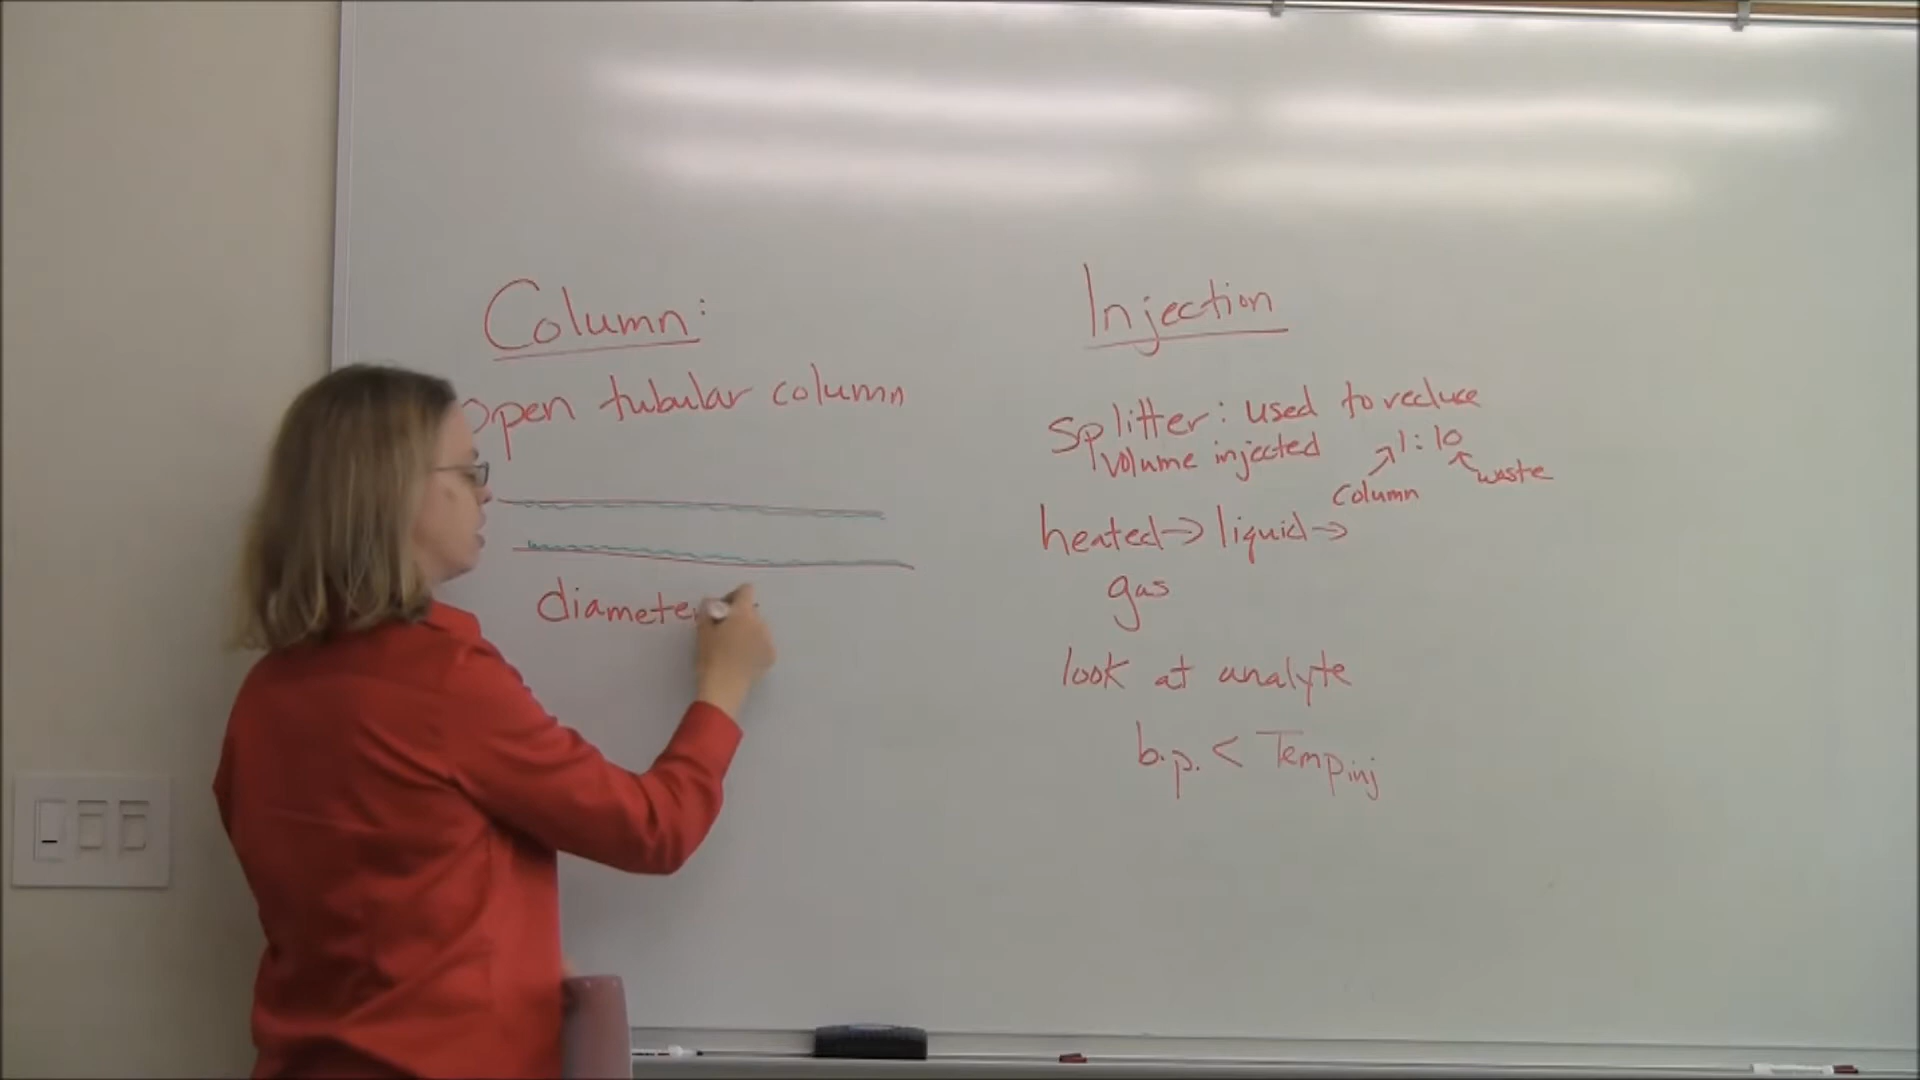 Column:
open tubular column
diameter
Injection
splitter: used to reduce
volume injected 1:10
column waste
heated → liquid →
gas
look at analyte
b.p. < Temp inj